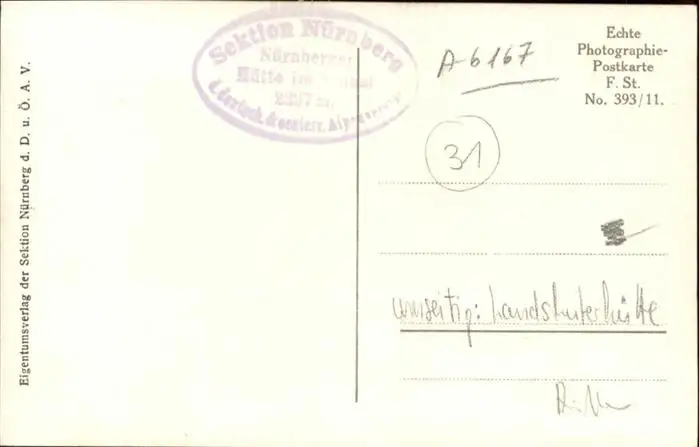 Eigentumsverlag der Sektion Nürnberg d. D. u. Ö. A. V.
Sektion Nürnberg
Nürnberger
Hütte im
2297 m.
A-6167
Echte
Photographie-
Postkarte
F. St.
No. 393/11.
31
umseitig: Landshuterhütte